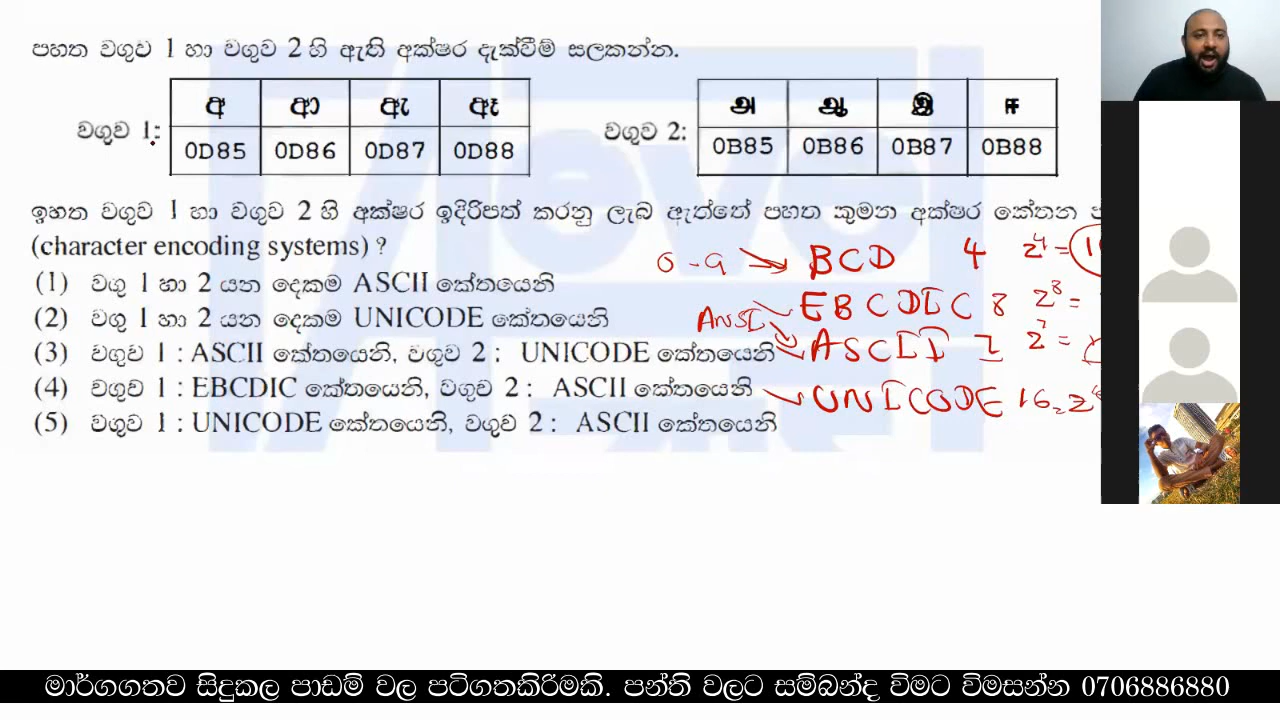 පහත වගුව 1 හා වගුව 2 හි ඇති අක්ෂර දැක්වීම් සලකන්න.
වගුව 1:
අ ආ ඇ ඈ
0D85 0D86 0D87 0D88
வගුව 2:
அ ஆ இ ஈ
0B85 0B86 0B87 0B88
ඉහත වගුව 1 හා වගුව 2 හි අක්ෂර ඉදිරිපත් කරනු ලැබ ඇත්තේ පහත කුමන අක්ෂර කේතන
(character encoding systems) ?
(1) වගු 1 හා 2 යන දෙකම ASCII කේතයෙනි
(2) වගු 1 හා 2 යන දෙකම UNICODE කේතයෙනි
(3) වගුව 1 : ASCII කේතයෙනි, වගුව 2 : UNICODE කේතයෙනි
(4) වගුව 1 : EBCDIC කේතයෙනි, වගුව 2 : ASCII කේතයෙනි
(5) වගුව 1 : UNICODE කේතයෙනි, වගුව 2 : ASCII කේතයෙනි
0-9 BCD 4 2⁴ =
EBCDIC 8 2⁸ =
ANSI
ASCII 7 2⁷ =
UNICODE 16
මාර්ගගතව සිදුකල පාඩම් වල පටිගතකිරිමකි. පන්ති වලට සම්බන්ද විමට විමසන්න 0706886880